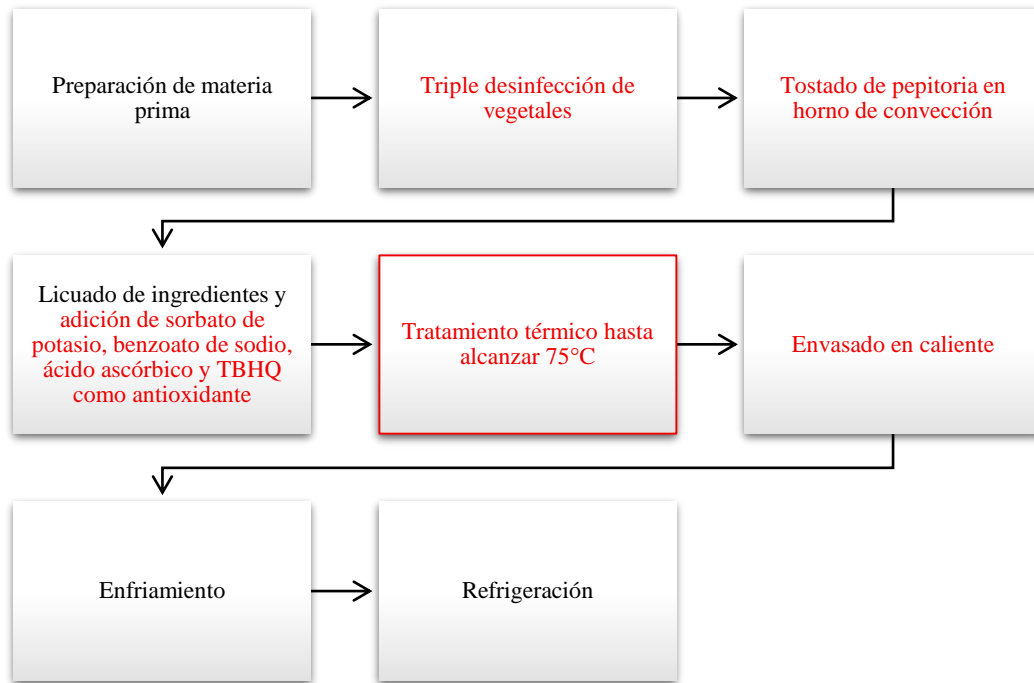 Preparación de materia
prima
Triple desinfección de
vegetales
Tostado de pepitoria en
horno de convección
Licuado de ingredientes y
adición de sorbato de
potasio, benzoato de sodio,
ácido ascórbico y TBHQ
como antioxidante
Tratamiento térmico hasta
alcanzar 75°C
Envasado en caliente
Enfriamiento
Refrigeración